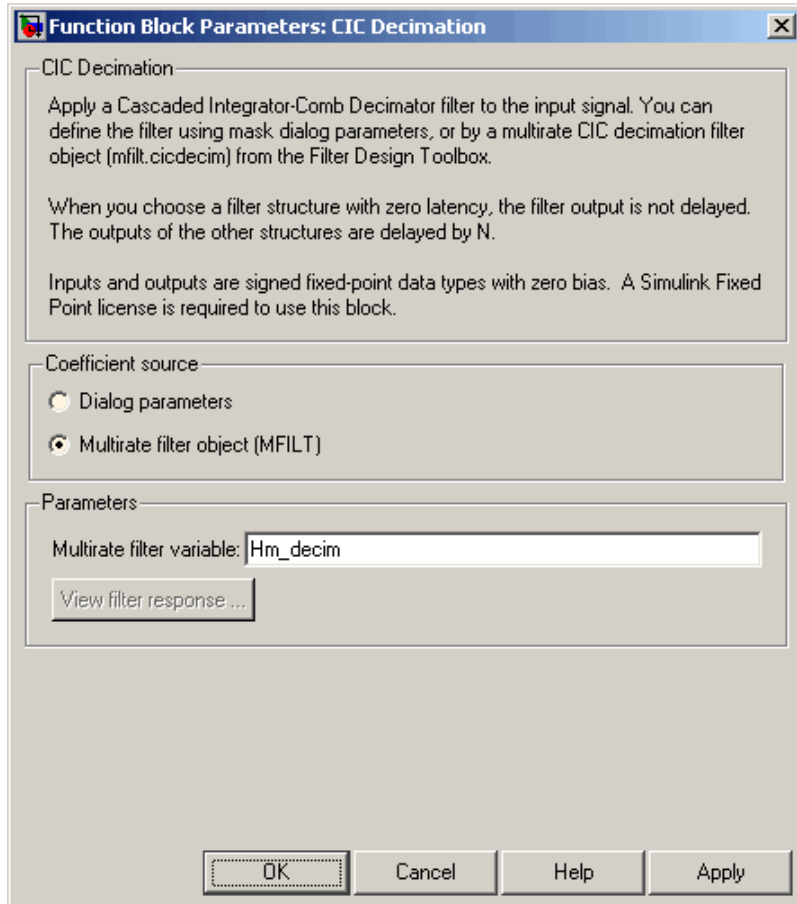 Function Block Parameters: CIC Decimation
CIC Decimation
Apply a Cascaded Integrator-Comb Decimator filter to the input signal. You can
define the filter using mask dialog parameters, or by a multirate CIC decimation filter
object (mfilt.cicdecim) from the Filter Design Toolbox.
When you choose a filter structure with zero latency, the filter output is not delayed.
The outputs of the other structures are delayed by N.
Inputs and outputs are signed fixed-point data types with zero bias.  A Simulink Fixed
Point license is required to use this block.
Coefficient source
Dialog parameters
Multirate filter object (MFILT)
Parameters
Multirate filter variable: Hm_decim
View filter response ...
OK Cancel Help Apply